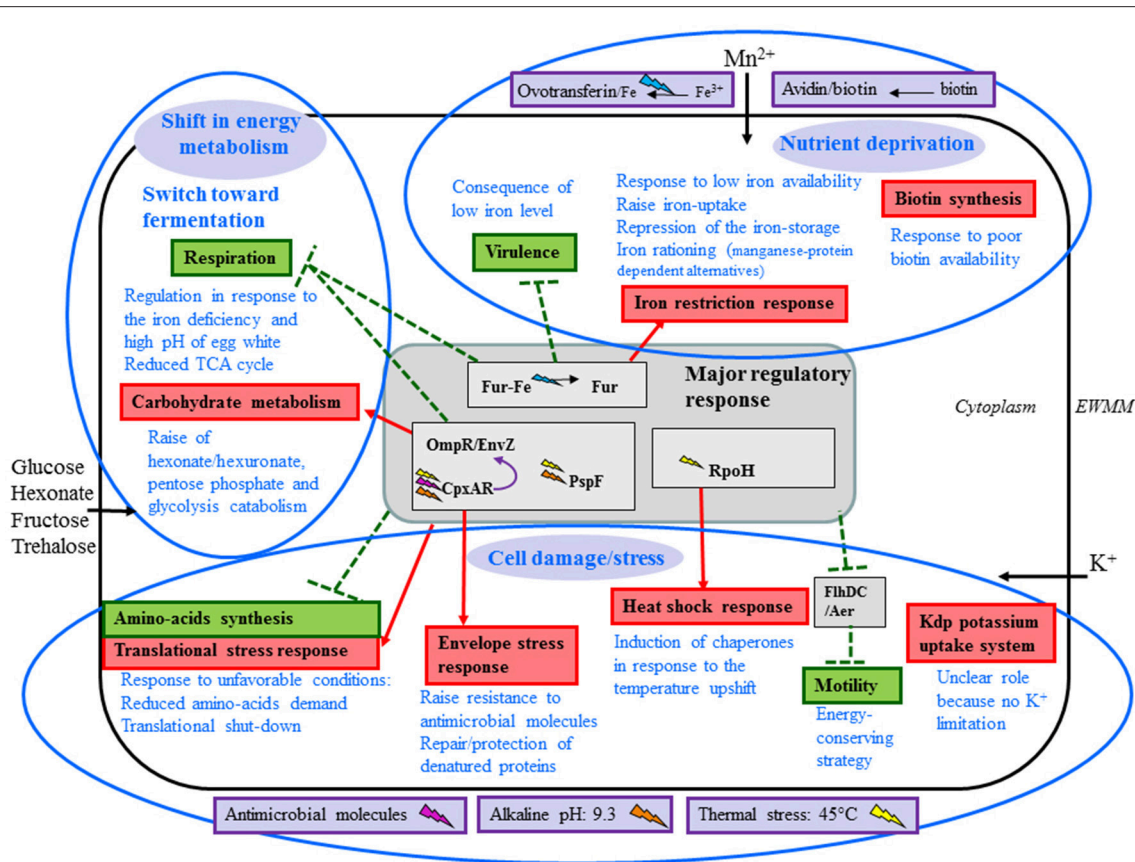 Mn2+
Ovotransferin/Fe
Fe3+
Avidin/biotin
biotin
Shift in energy
metabolism
Nutrient deprivation
Switch toward
fermentation
Respiration
Regulation in response to
the iron deficiency and
high pH of egg white
Reduced TCA cycle
Carbohydrate metabolism
Raise of
hexonate/hexuronate,
pentose phosphate and
glycolysis catabolism
Consequence of
low iron level
Virulence
Response to low iron availability
Raise iron-uptake
Repression of the iron-storage
Iron rationing (manganese-protein
dependent alternatives)
Iron restriction response
Biotin synthesis
Response to poor
biotin availability
Fur-Fe
Fur
Major regulatory
response
OmpR/EnvZ
CpxAR
PspF
RpoH
Cytoplasm
EWMM
Glucose
Hexonate
Fructose
Trehalose
Cell damage/stress
K+
Amino-acids synthesis
Translational stress response
Response to unfavorable conditions:
Reduced amino-acids demand
Translational shut-down
Envelope stress
response
Raise resistance to
antimicrobial molecules
Repair/protection of
denatured proteins
Heat shock response
Induction of chaperones
in response to the
temperature upshift
FlhDC
/Aer
Motility
Energy-
conserving
strategy
Kdp potassium
uptake system
Unclear role
because no K+
limitation
Antimicrobial molecules
Alkaline pH: 9.3
Thermal stress: 45°C